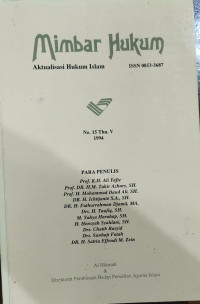 Mimbar Hukum
Aktualisasi Hukum Islam ISSN 0853-3687
No. 15 Thn. V
1994
PARA PENULIS
Prof. K.H. Ali Yafie
Prof. DR. H.M. Tahir Azhary, SH.
Prof. H. Mohammad Daud Ali, SH.
DR. H. Ichtijanto S.A., SH.
DR. H. Fathurrahman Djamil, MA.
Drs. H. Taufiq, SH.
M. Yahya Harahap, SH.
H. Hensyah Syahlani, SH.
Drs. Chatib Rasyid
Drs. Fatah
DR. H. Satria Effendi M. Zein
Al-Hikmah
&
Direktorat Pembinaan Badan Peradilan Agama Islam